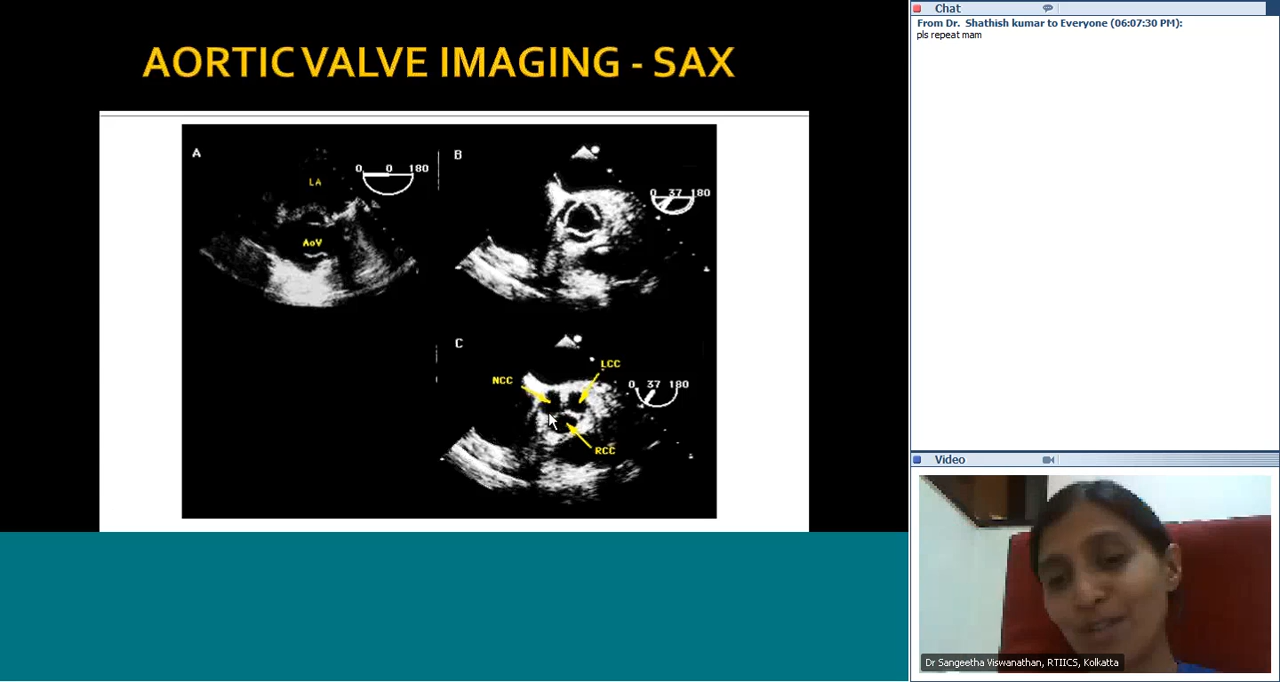 AORTIC VALVE IMAGING - SAX
A
LA
AoV
0 0 180
B
0 37 180
C
NCC
LCC
RCC
0 37 180
Chat
From Dr. Shathish kumar to Everyone (06:07:30 PM):
pls repeat mam
Video
Dr Sangeetha Viswanathan, RTIICS, Kolkatta